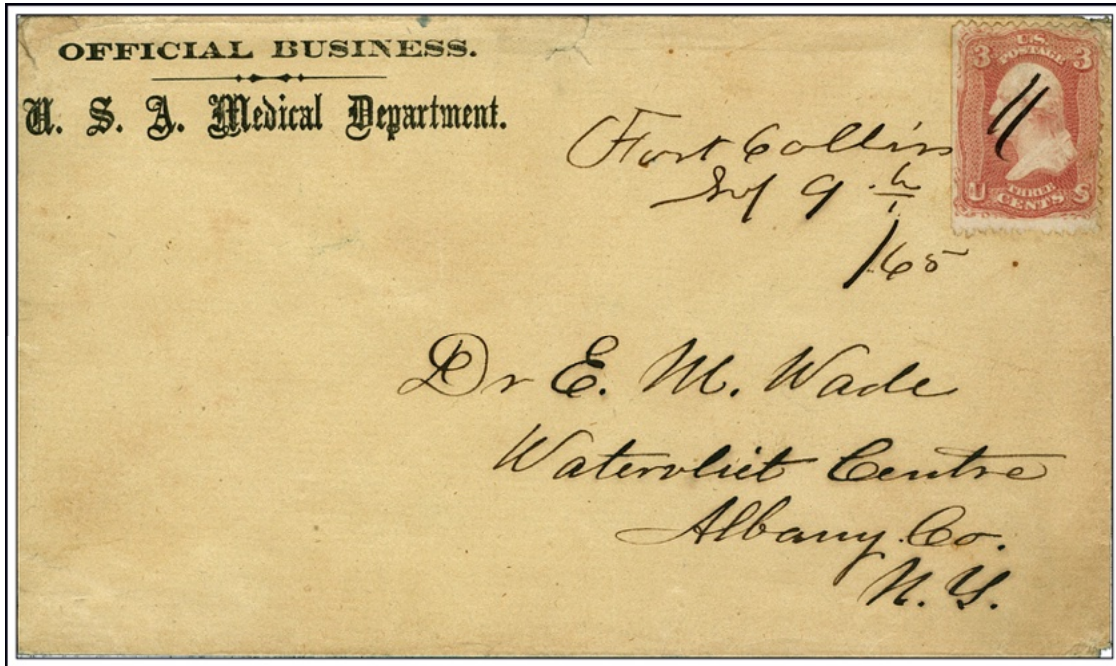 OFFICIAL BUSINESS.
U. S. A. Medical Department.
3 U.S. POSTAGE 3
U THREE CENTS S
Fort Collins
9
/65
Dr E. M. Wade
Watervliet Centre
Albany Co.
N. Y.